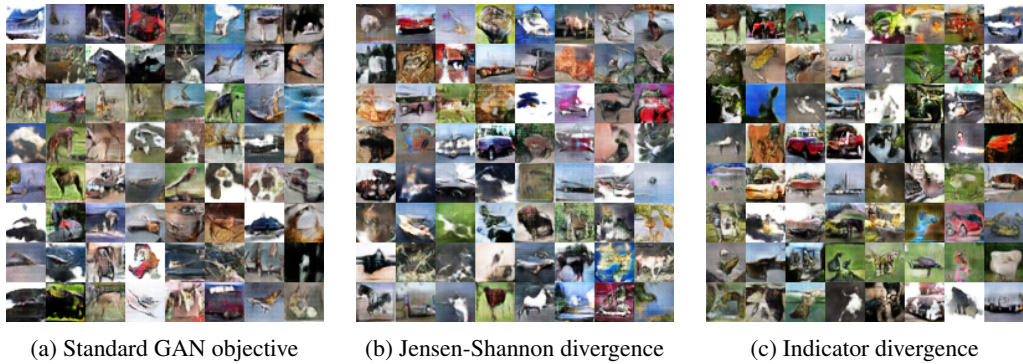 (a) Standard GAN objective
(b) Jensen-Shannon divergence
(c) Indicator divergence